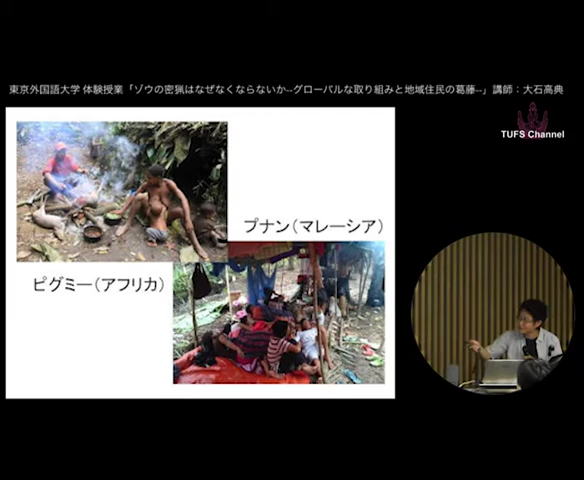 東京外国語大学 体験授業「ゾウの密猟はなぜなくならないか--グローバルな取り組みと地域住民の葛藤--」講師：大石高典
TUFS Channel
プナン（マレーシア）
ピグミー（アフリカ）